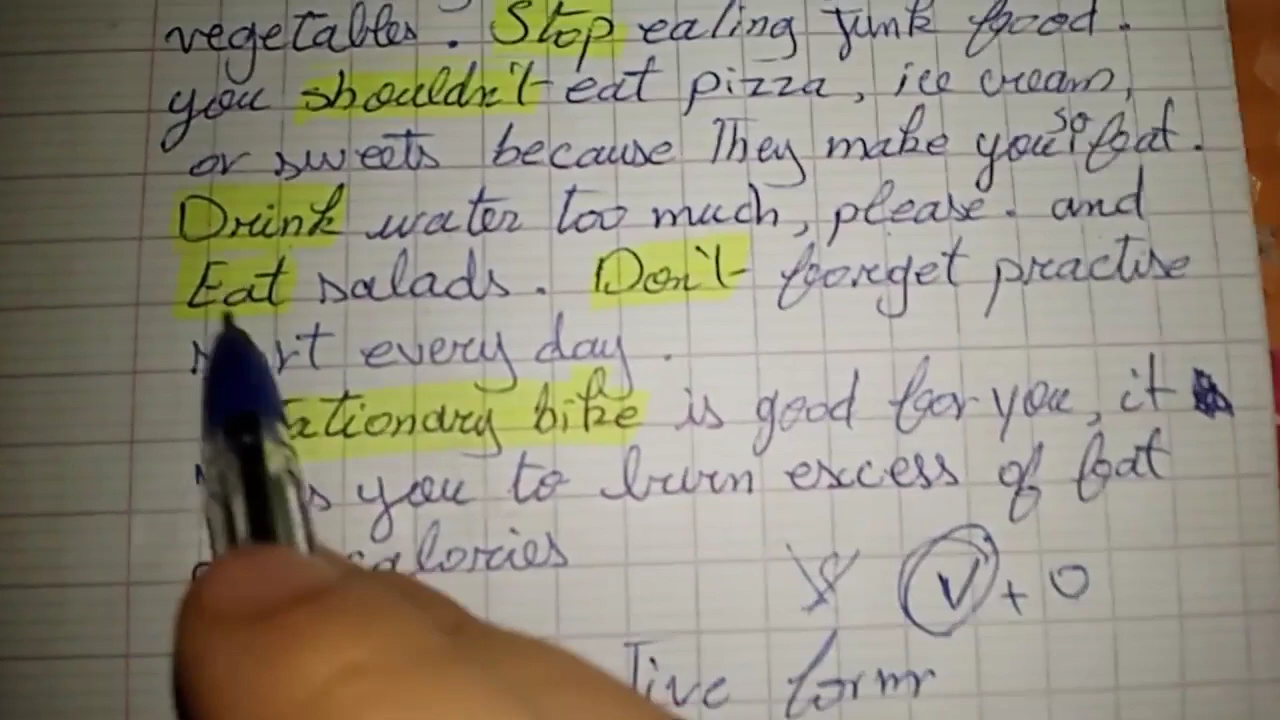 vegetables. Stop eating junk food.
you shouldn't eat pizza, ice cream,
or sweets because They make you so fat.
Drink water too much, please. and
Eat salads. Don't forget practise
every day.
bike is good for you, it
you to burn excess of fat
calories
S V + O
form